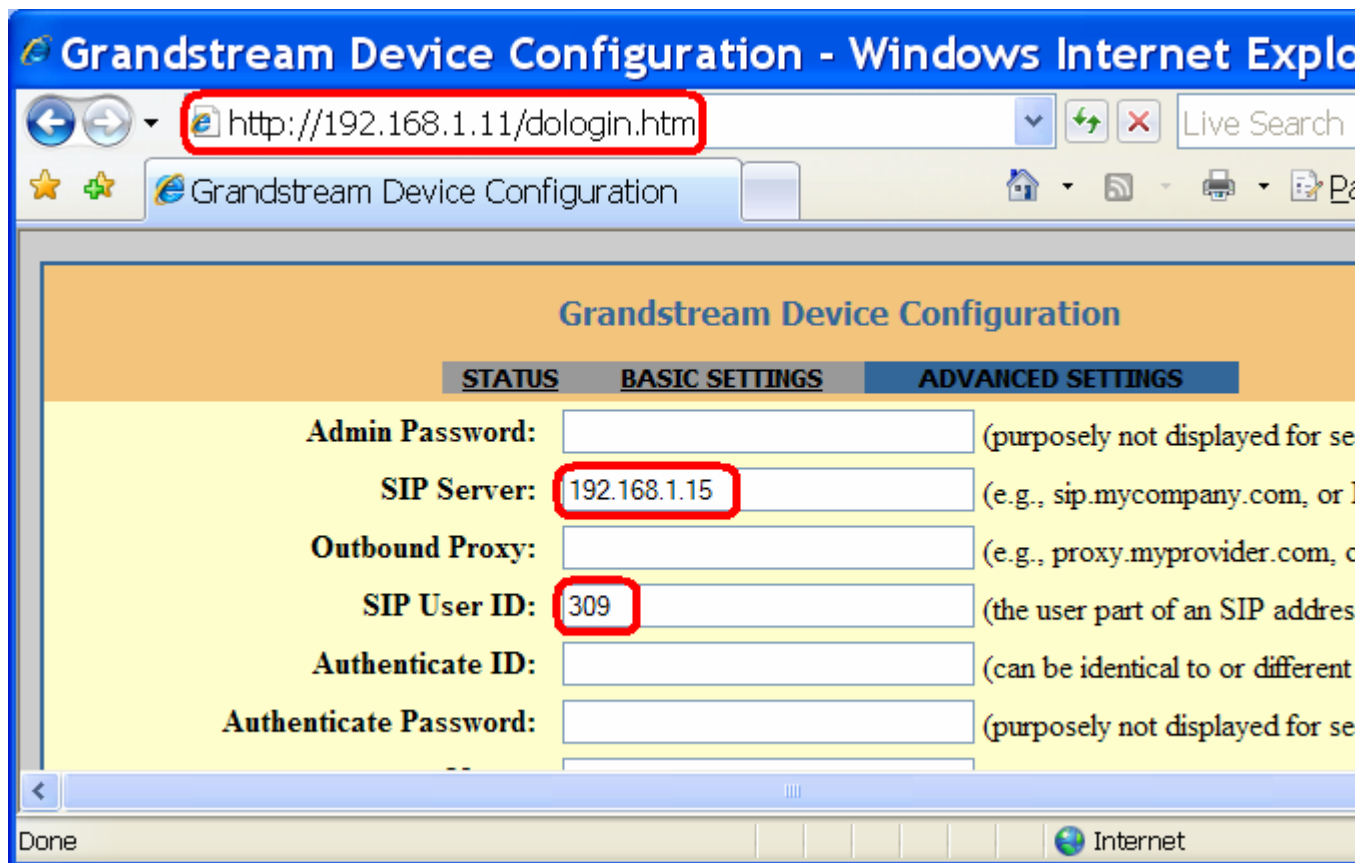 Grandstream Device Configuration - Windows Internet Explo
http://192.168.1.11/dologin.htm Live Search
Grandstream Device Configuration
Grandstream Device Configuration
STATUS BASIC SETTINGS ADVANCED SETTINGS
Admin Password: (purposely not displayed for se
SIP Server: 192.168.1.15 (e.g., sip.mycompany.com, or
Outbound Proxy: (e.g., proxy.myprovider.com,
SIP User ID: 309 (the user part of an SIP addres
Authenticate ID: (can be identical to or different
Authenticate Password: (purposely not displayed for se
Done Internet